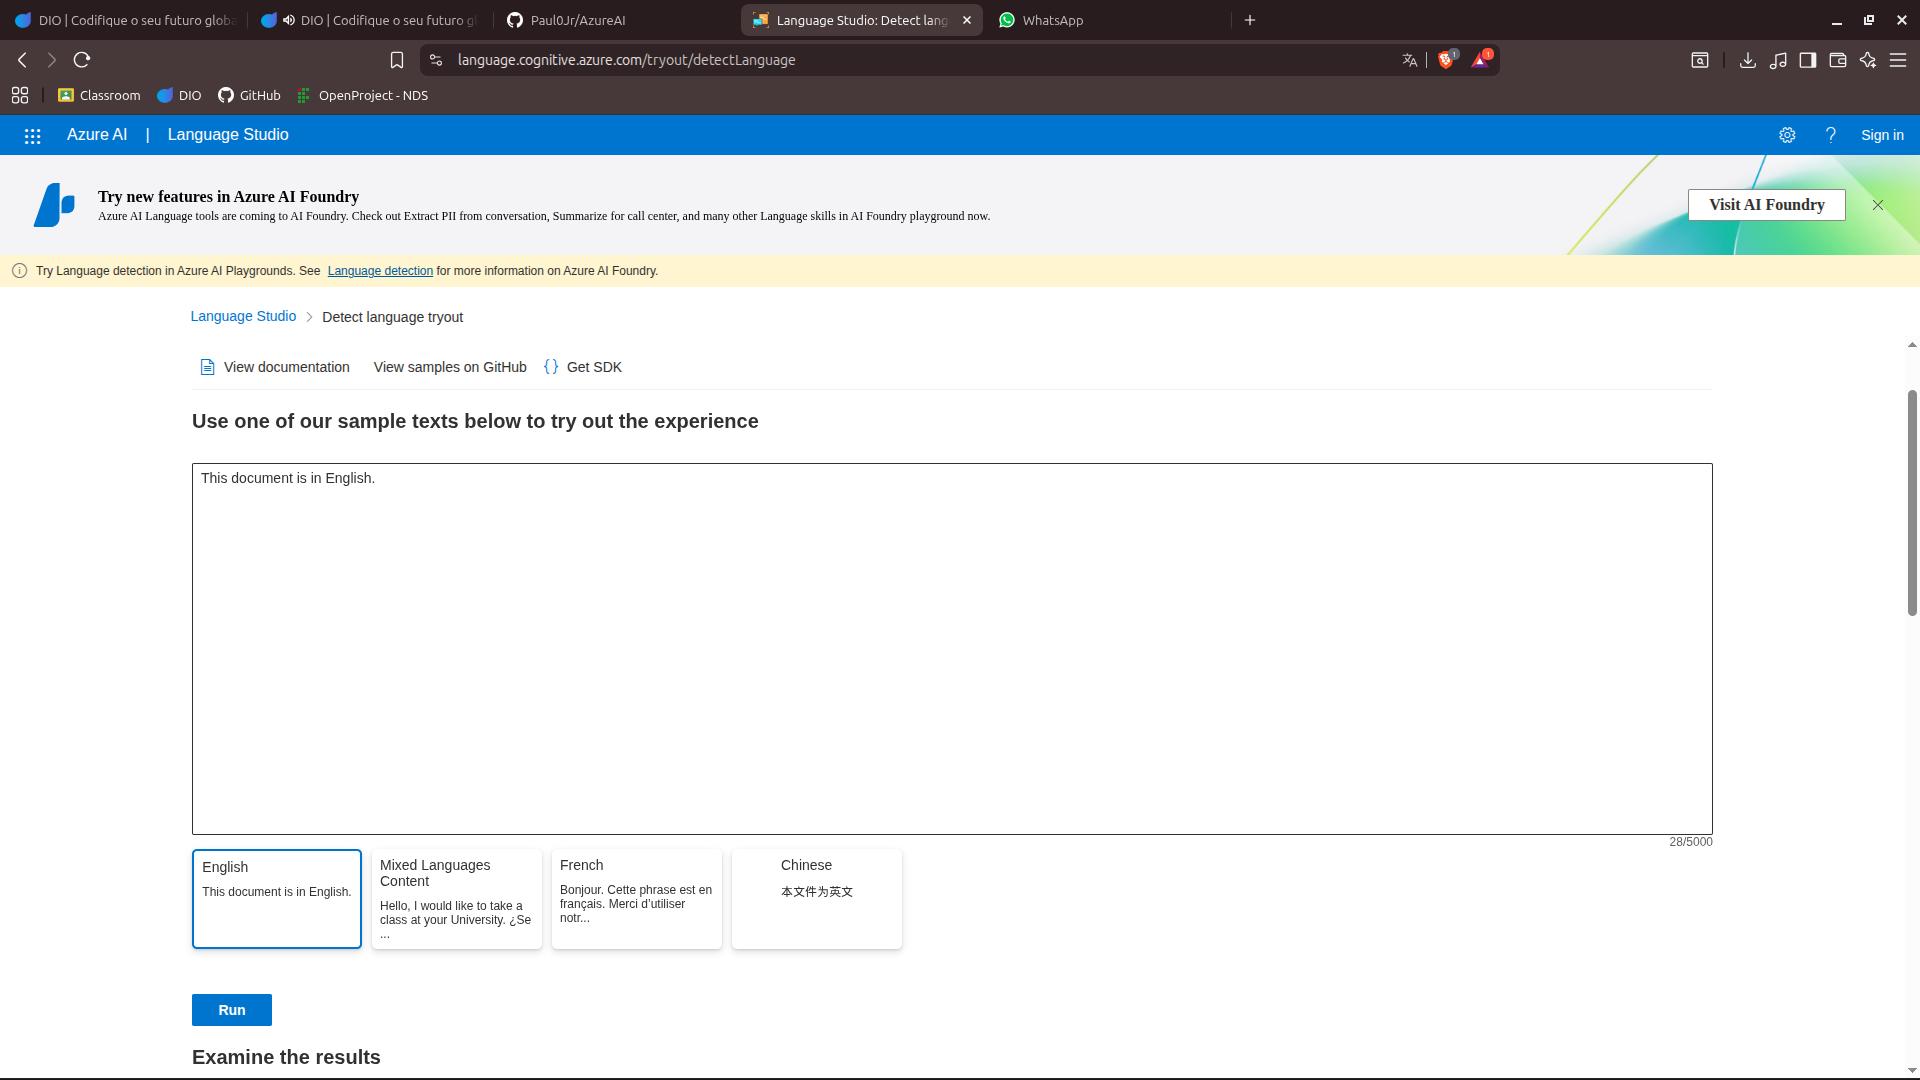 DIO | Codifique o seu futuro globa
DIO | Codifique o seu futuro gl
Paul0Jr/AzureAI
Language Studio: Detect lang
WhatsApp
language.cognitive.azure.com/tryout/detectLanguage
1
1
Classroom
DIO
GitHub
OpenProject - NDS
Azure AI | Language Studio
? Sign in
Try new features in Azure AI Foundry
Azure AI Language tools are coming to AI Foundry. Check out Extract PII from conversation, Summarize for call center, and many other Language skills in AI Foundry playground now.
Visit AI Foundry
Try Language detection in Azure AI Playgrounds. See Language detection for more information on Azure AI Foundry.
Language Studio > Detect language tryout
View documentation
View samples on GitHub
{} Get SDK
Use one of our sample texts below to try out the experience
This document is in English.
28/5000
English
This document is in English.
Mixed Languages
Content
Hello, I would like to take a
class at your University. ¿Se
...
French
Bonjour. Cette phrase est en
français. Merci d'utiliser
notr...
Chinese
本文件为英文
Run
Examine the results